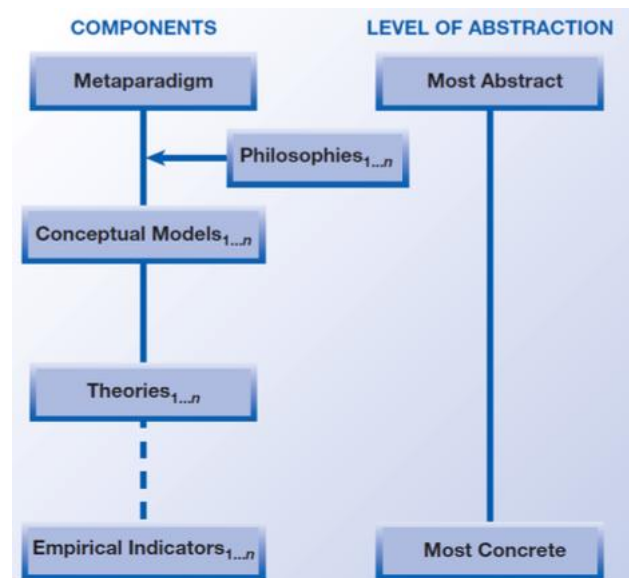 COMPONENTS
LEVEL OF ABSTRACTION
Metaparadigm
Most Abstract
Philosophies1...n
Conceptual Models1...n
Theories1...n
Empirical Indicators1...n
Most Concrete